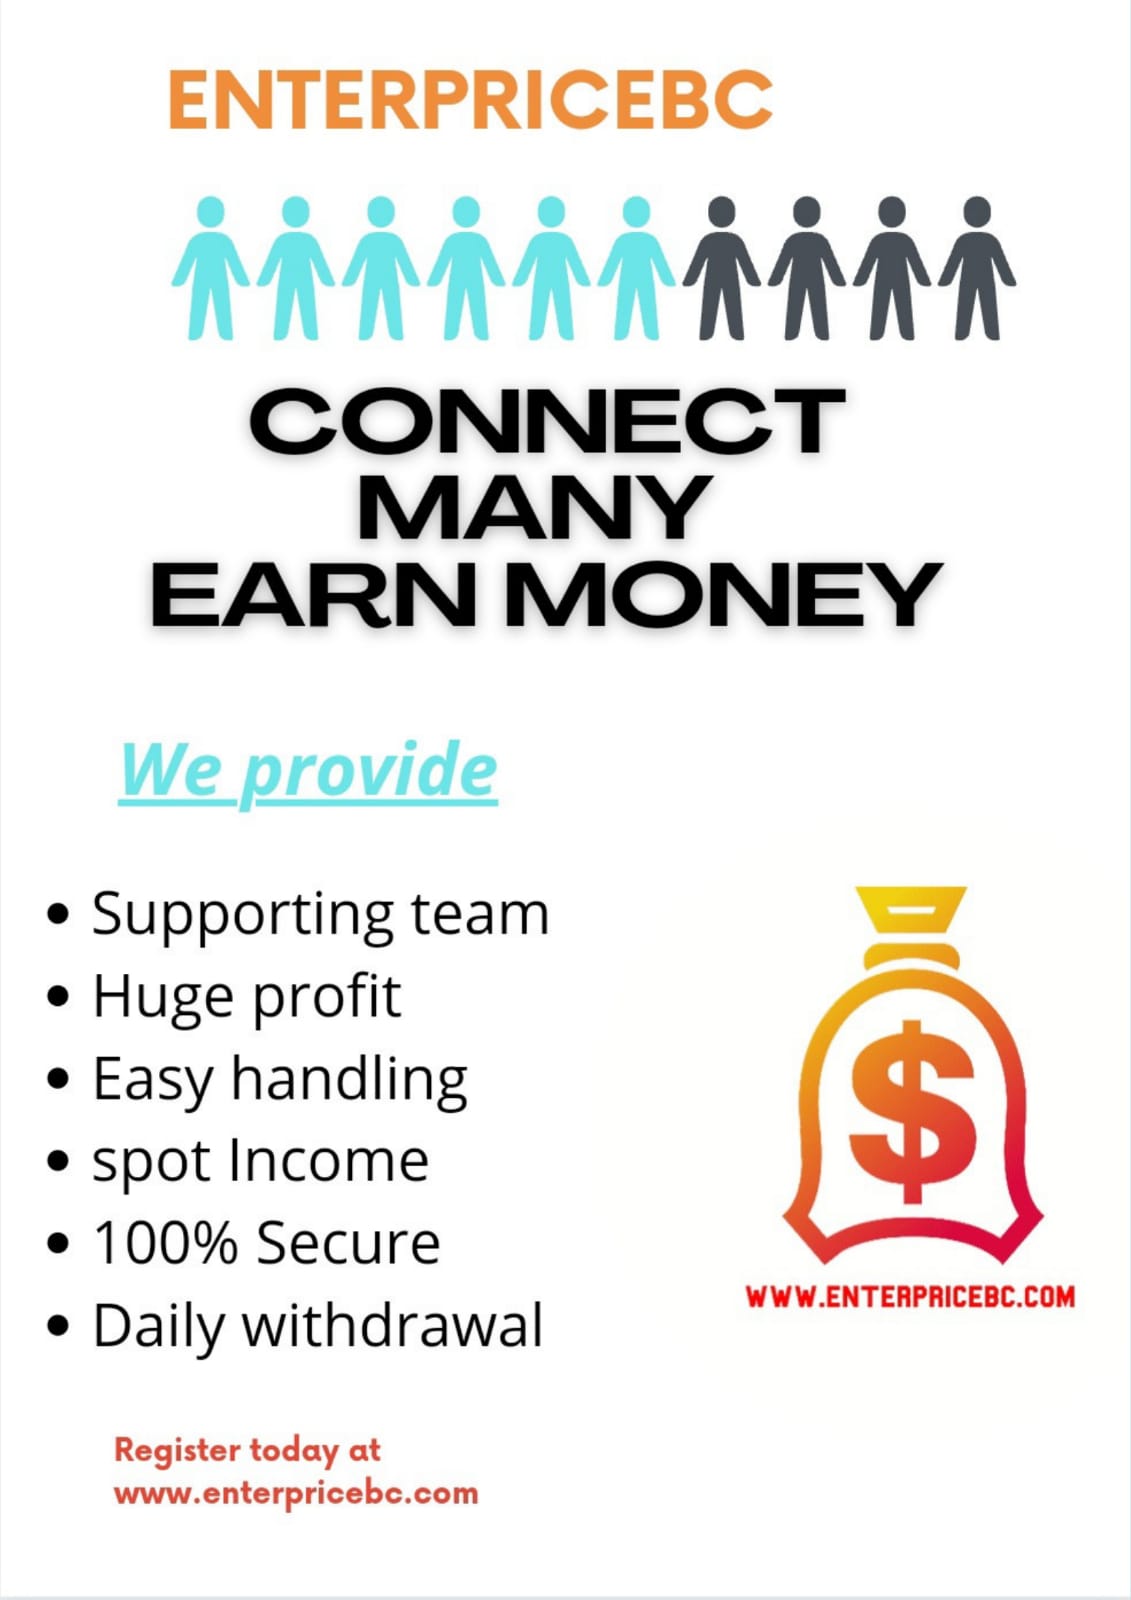 ENTERPRICEBC
CONNECT
MANY
EARN MONEY
We provide
• Supporting team
• Huge profit
• Easy handling
• spot Income
• 100% Secure
• Daily withdrawal
$
WWW.ENTERPRICEBC.COM
Register today at
www.enterpricebc.com